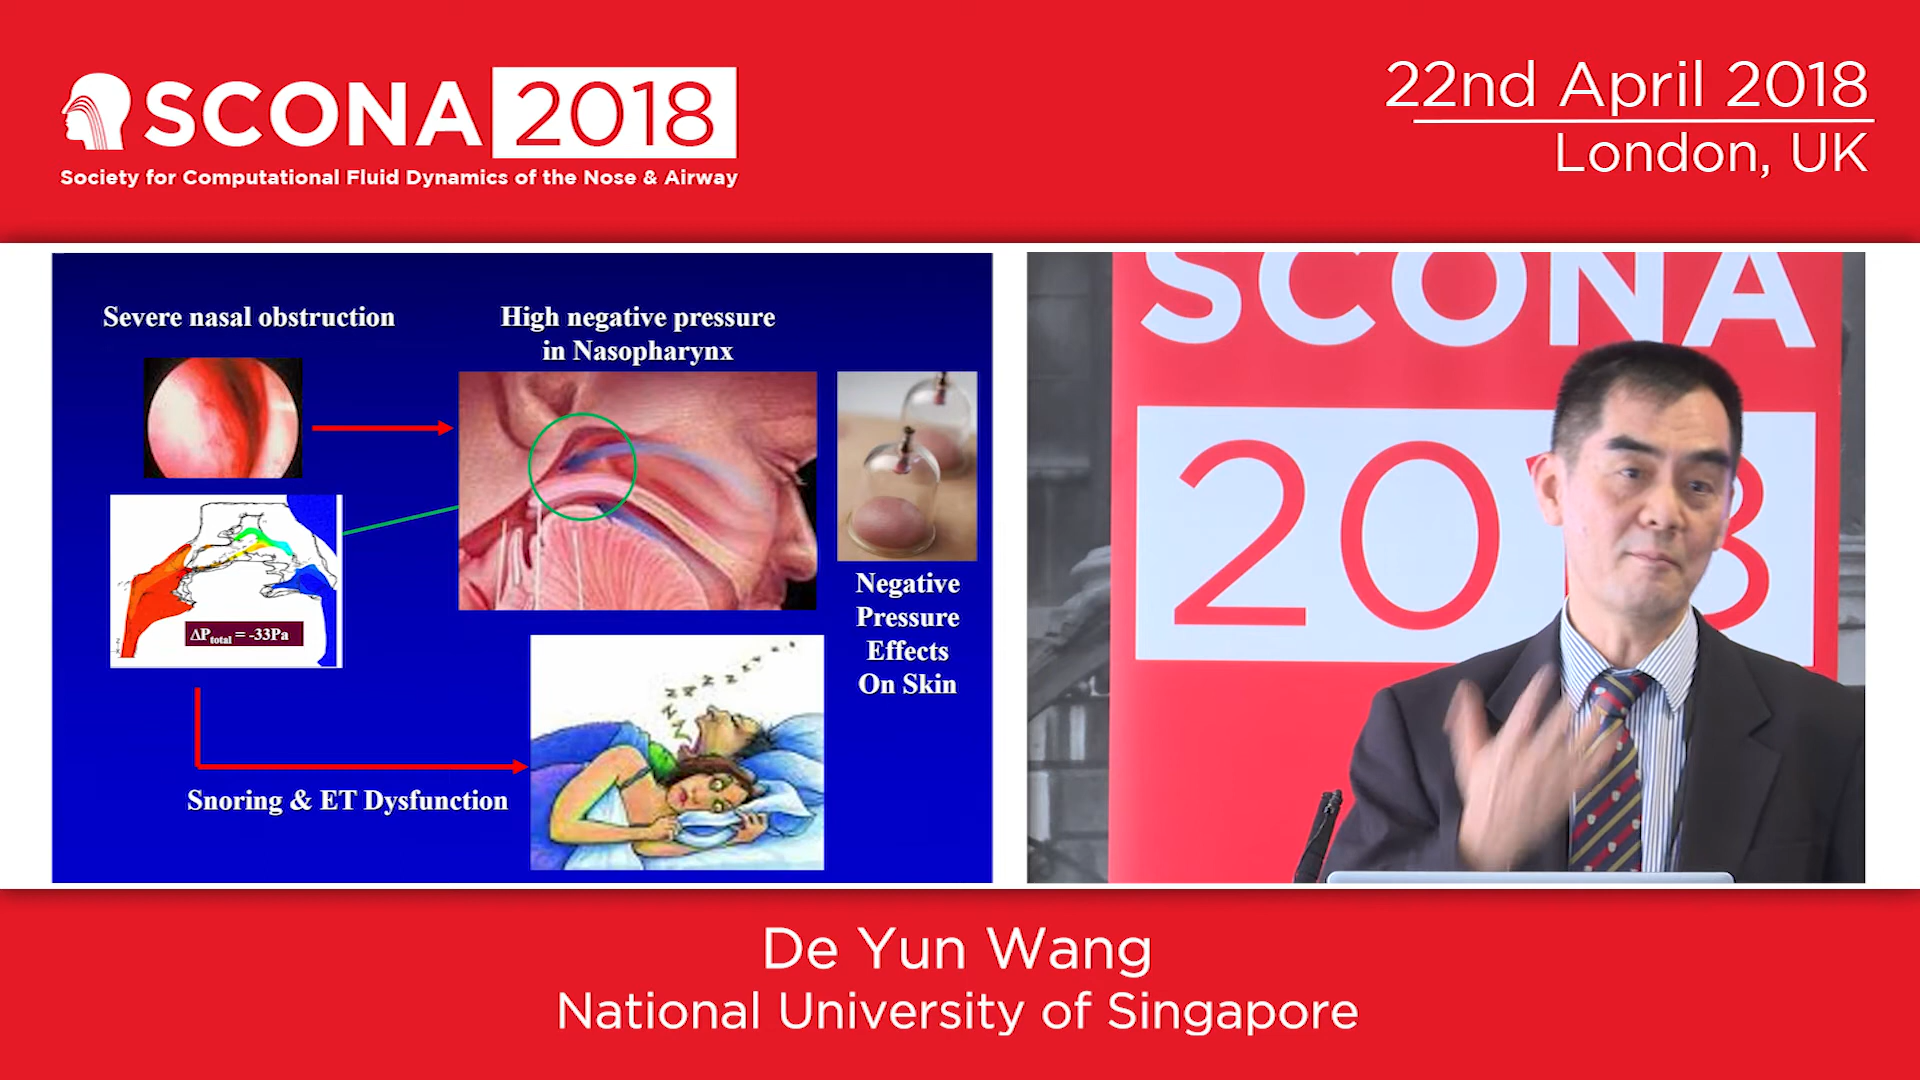 SCONA 2018
Society for Computational Fluid Dynamics of the Nose & Airway
22nd April 2018
London, UK
Severe nasal obstruction
High negative pressure
in Nasopharynx
ΔPtotal = -33Pa
Negative
Pressure
Effects
On Skin
Snoring & ET Dysfunction
SCONA
De Yun Wang
National University of Singapore